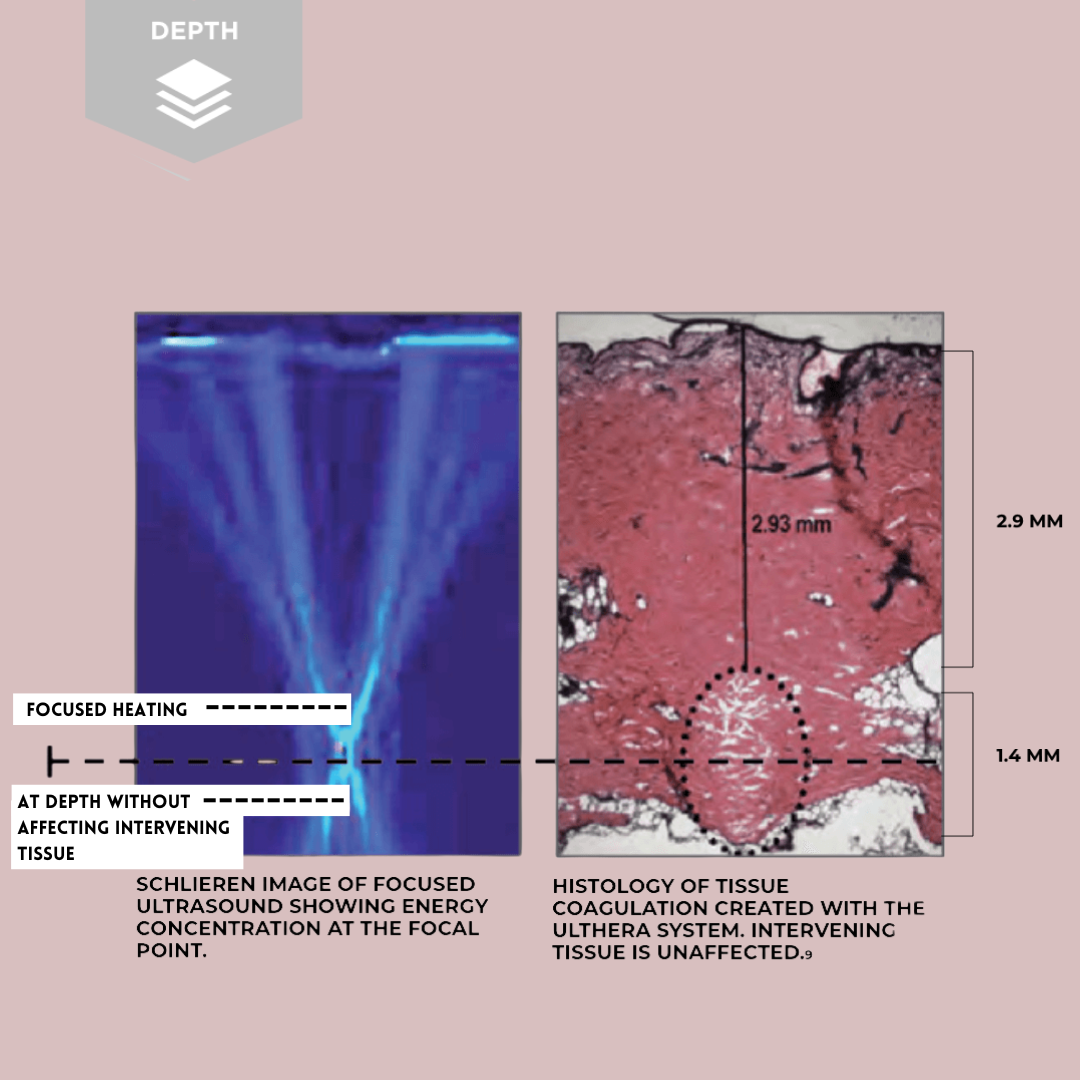 DEPTH
2.93 mm
2.9 MM
FOCUSED HEATING
1.4 MM
AT DEPTH WITHOUT
AFFECTING INTERVENING
TISSUE
SCHLIEREN IMAGE OF FOCUSED
ULTRASOUND SHOWING ENERGY
CONCENTRATION AT THE FOCAL
POINT.
HISTOLOGY OF TISSUE
COAGULATION CREATED WITH THE
ULTHERA SYSTEM. INTERVENING
TISSUE IS UNAFFECTED.9